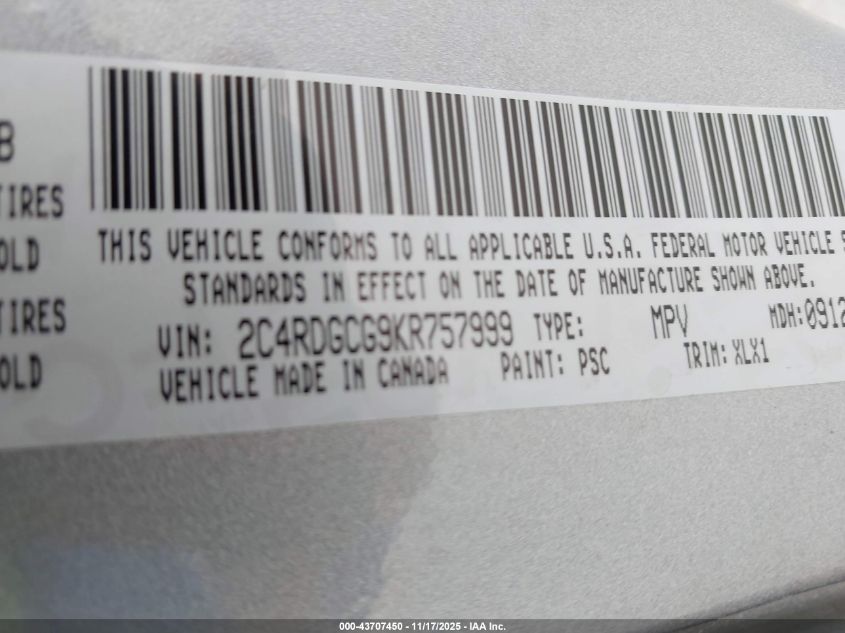 B
TIRES
OLD
TIRES
OLD
THIS VEHICLE CONFORMS TO ALL APPLICABLE U.S.A. FEDERAL MOTOR VEHICLE S
STANDARDS IN EFFECT ON THE DATE OF MANUFACTURE SHOWN ABOVE.
VIN: 2C4RDGCG9KR757999 TYPE: MPV MDH:0912
VEHICLE MADE IN CANADA PAINT: PSC TRIM: XLX1
000-43707450 - 11/17/2025 - IAA Inc.